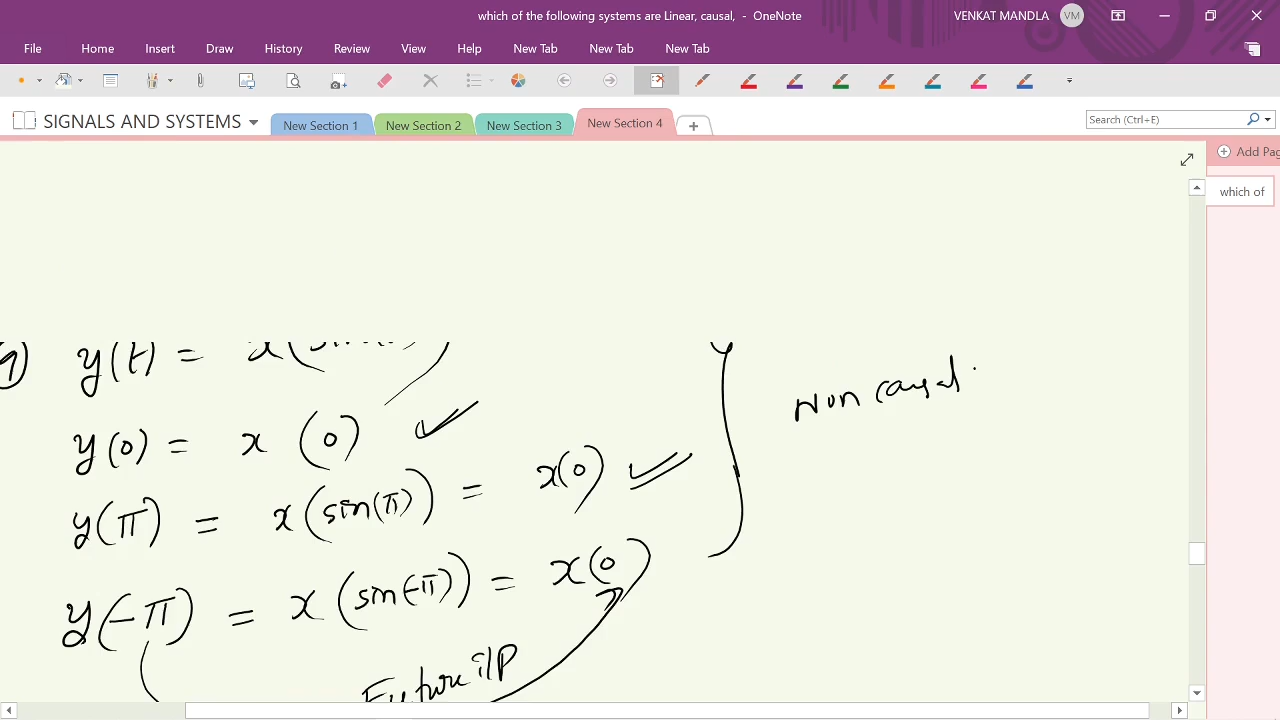 which of the following systems are Linear, causal, - OneNote
VENKAT MANDLA VM
File Home Insert Draw History Review View Help New Tab New Tab New Tab
SIGNALS AND SYSTEMS New Section 1 New Section 2 New Section 3 New Section 4
Search (Ctrl+E)
Add Pag
which of
y(t) =
Non causal
y(0) = x (0)
y(π) = x(sin(π)) = x(0)
y(-π) = x(sin(-π)) = x(0)
Future i/P